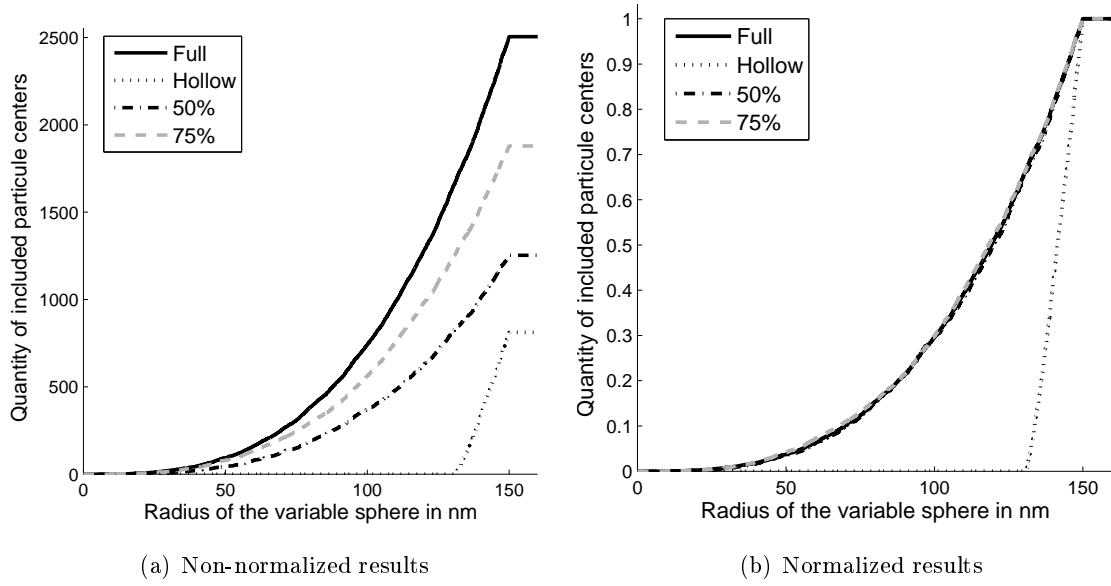 2500
2000
1500
1000
500
0
Quantity of included particule centers
Full
Hollow
50%
75%
0 50 100 150
Radius of the variable sphere in nm
(a) Non-normalized results
1
0.9
0.8
0.7
0.6
0.5
0.4
0.3
0.2
0.1
0
Quantity of included particule centers
Full
Hollow
50%
75%
0 50 100 150
Radius of the variable sphere in nm
(b) Normalized results